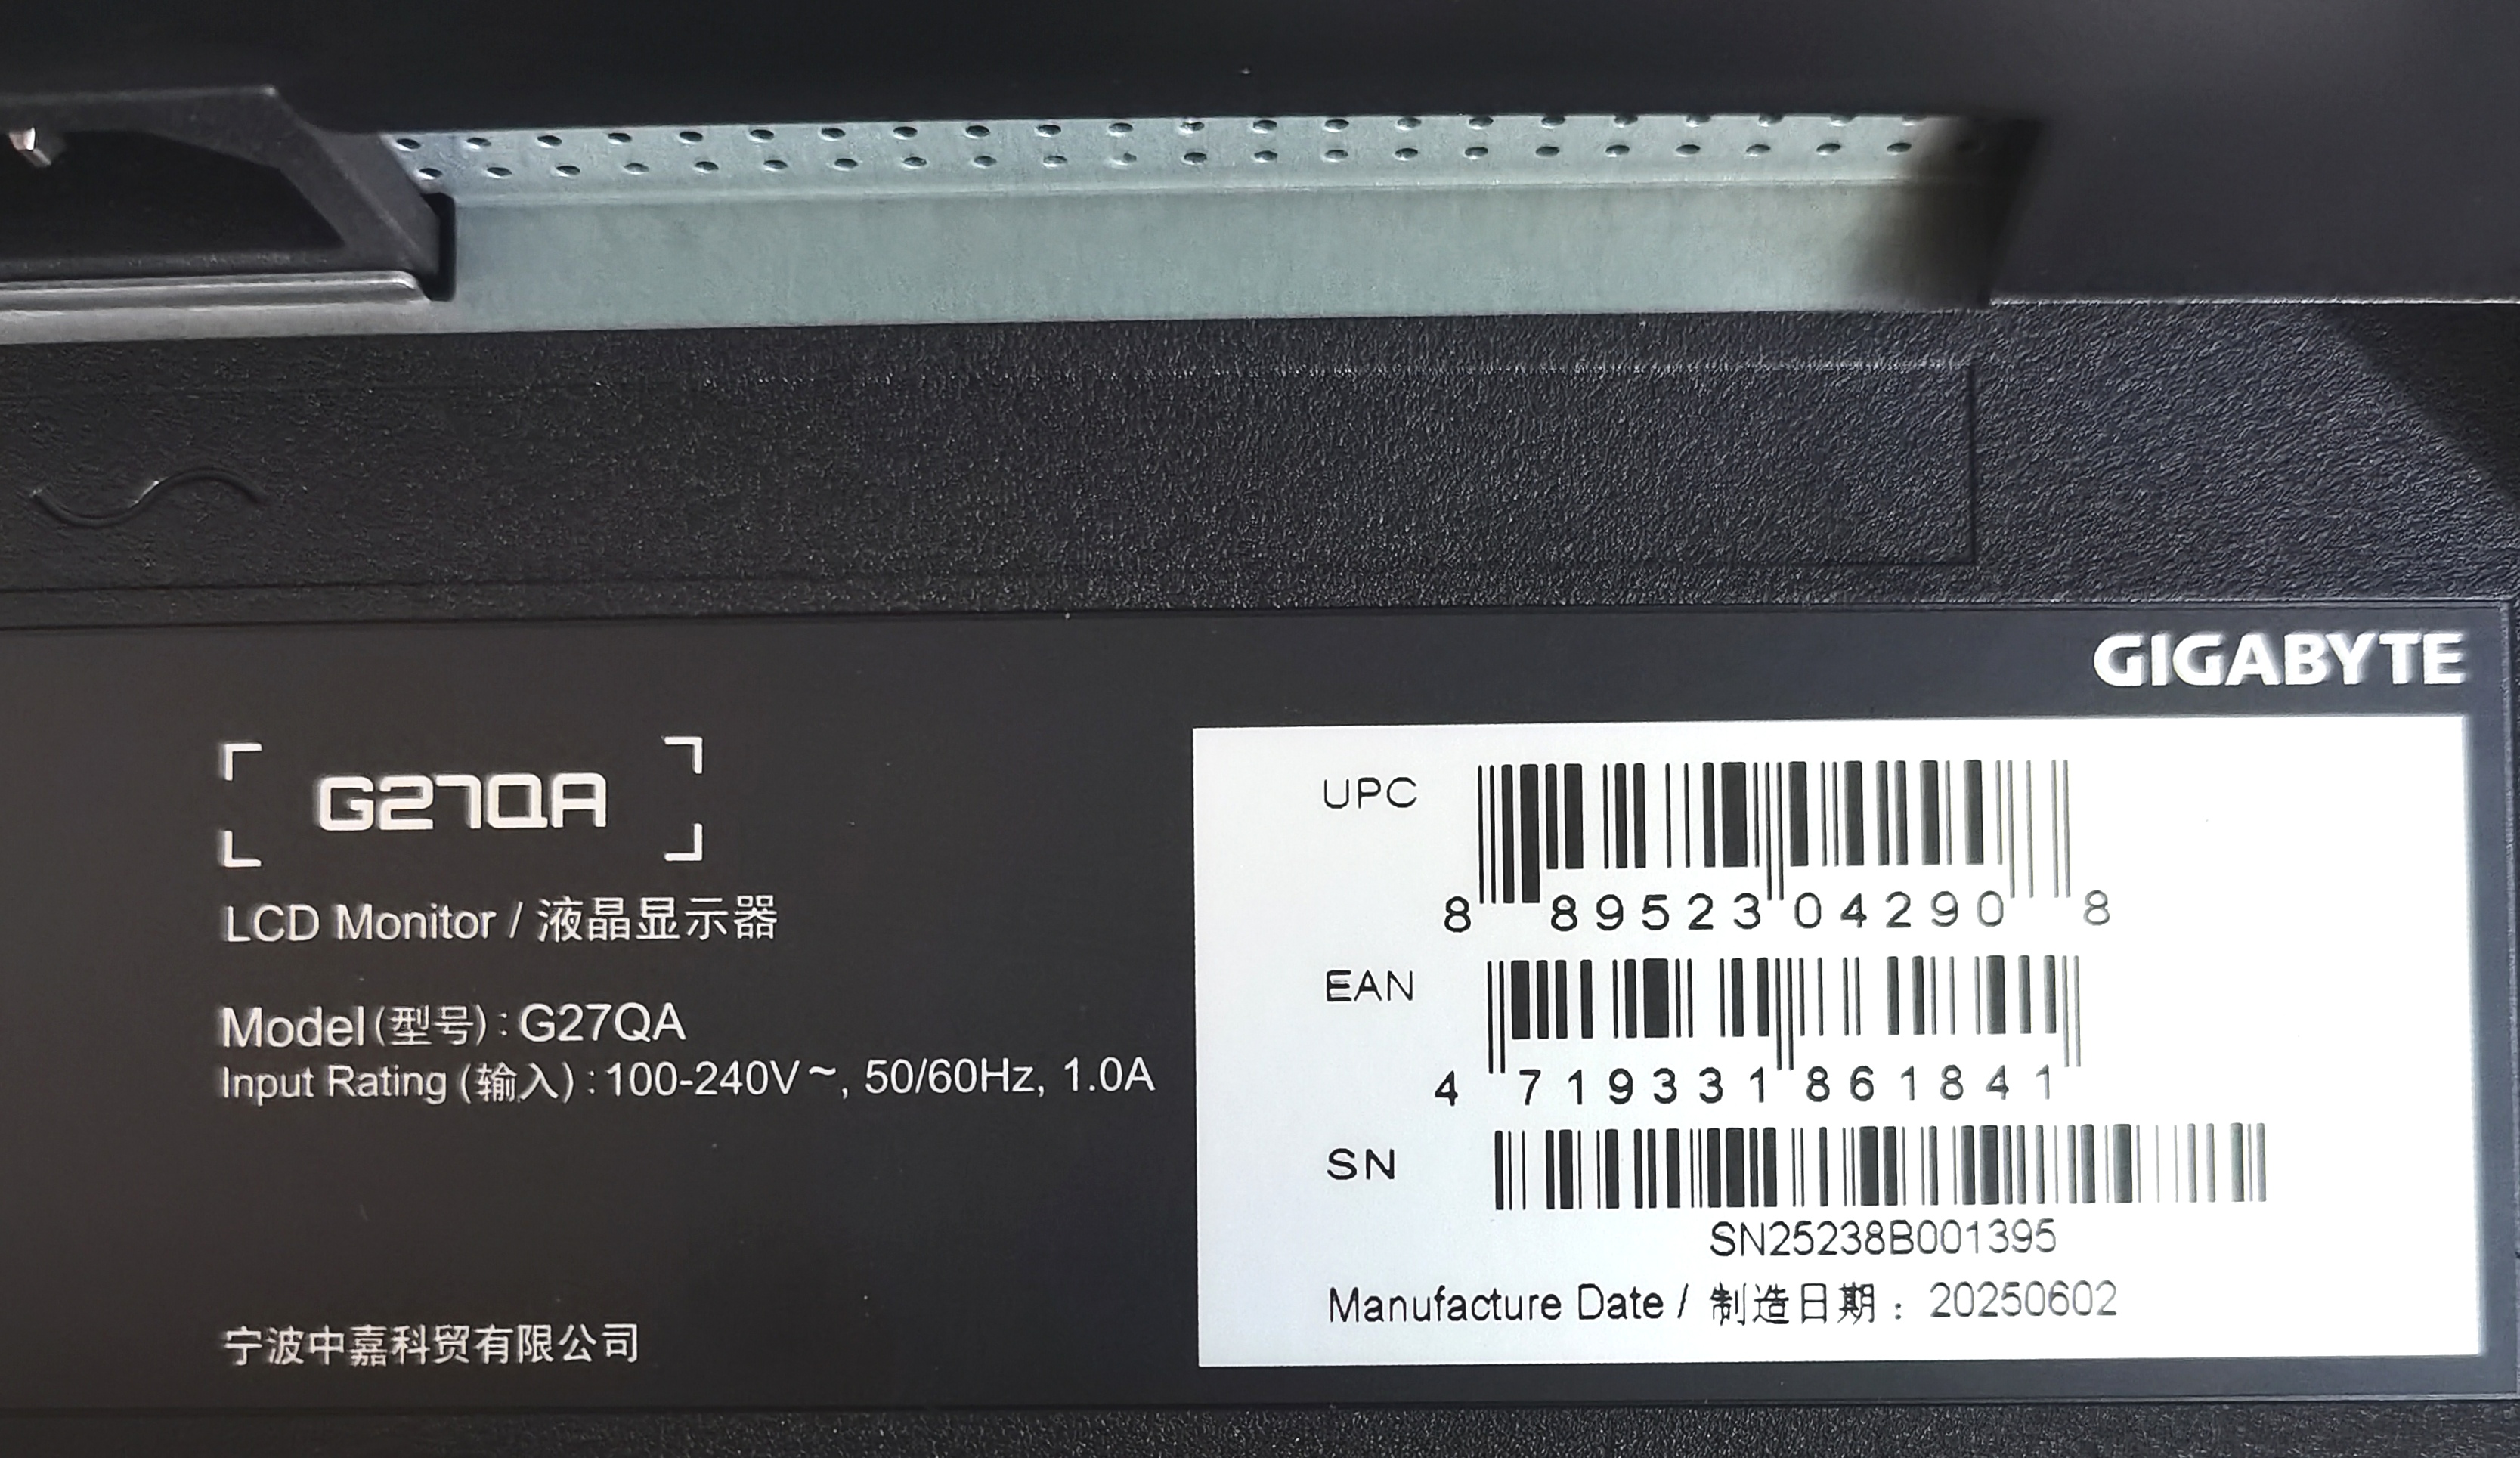 GIGABYTE
G27QA
LCD Monitor / 液晶显示器
Model(型号) : G27QA
Input Rating (输入) : 100-240V~, 50/60Hz, 1.0A
宁波中嘉科贸有限公司
UPC
8 89523 04290 8
EAN
4 719331 861841
SN
SN25238B001395
Manufacture Date / 制造日期： 20250602